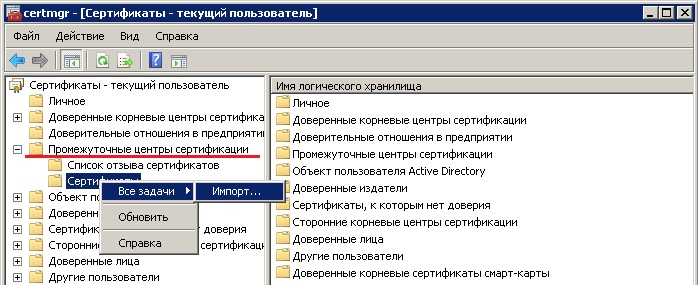 certmgr - [Сертификаты - текущий пользователь]
Файл Действие Вид Справка
Сертификаты - текущий пользователь
Личное
Доверенные корневые центры сертифика
Доверительные отношения в предприяти
Промежуточные центры сертификации
Список отзыва сертификатов
Сертификаты
Объект по
Доверенн
Сертифик доверия
Сторонние сертифика
Доверенные лица
Другие пользователи
Все задачи
Обновить
Справка
Импорт...
Имя логического хранилища
Личное
Доверенные корневые центры сертификации
Доверительные отношения в предприятии
Промежуточные центры сертификации
Объект пользователя Active Directory
Доверенные издатели
Сертификаты, к которым нет доверия
Сторонние корневые центры сертификации
Доверенные лица
Другие пользователи
Доверенные корневые сертификаты смарт-карты